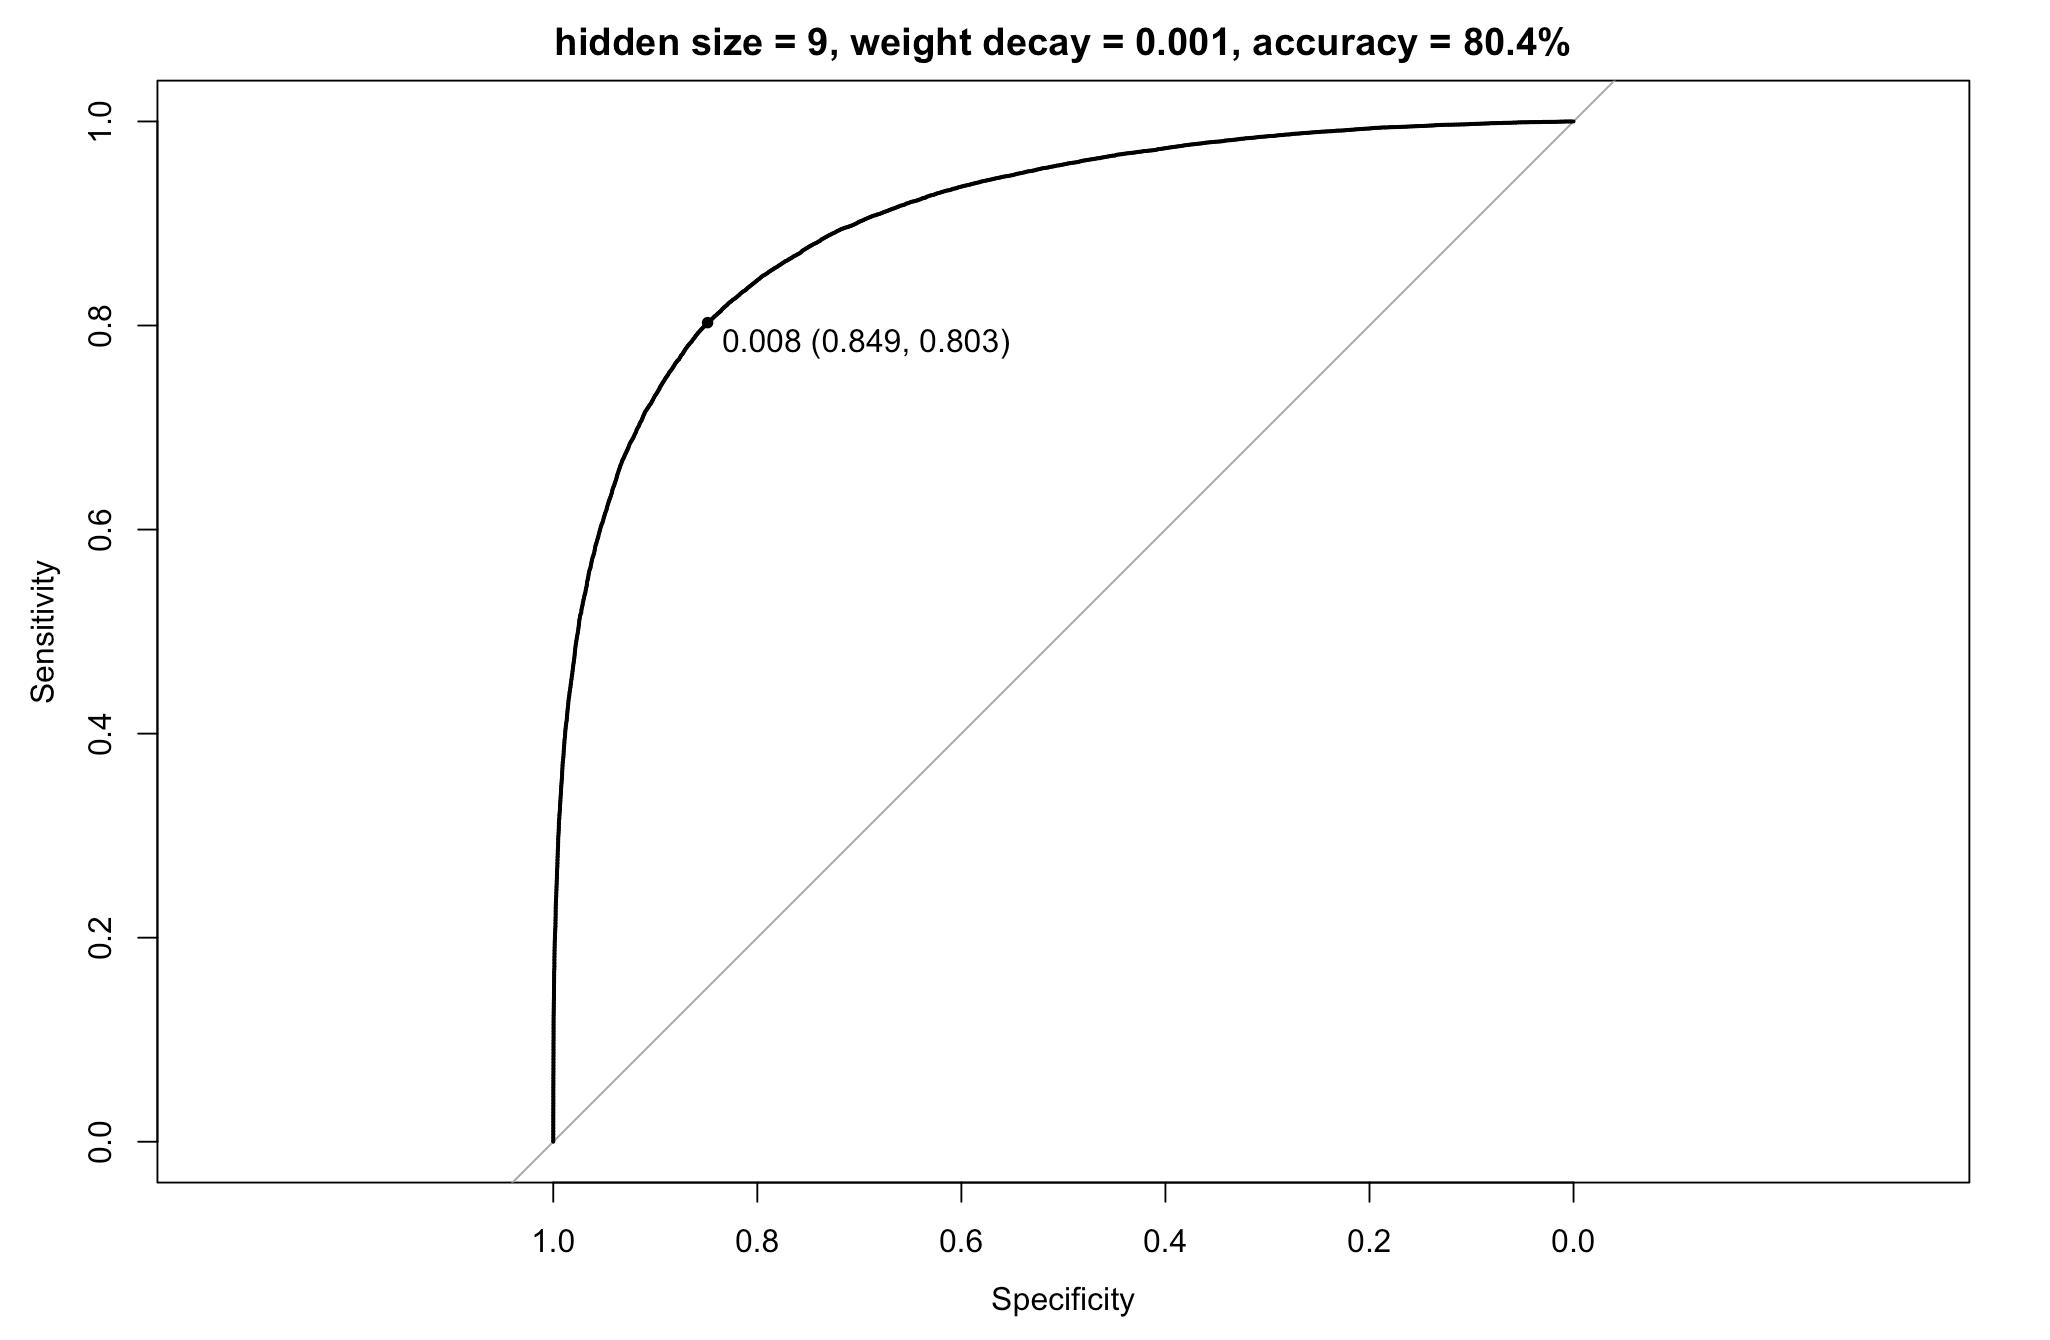 hidden size = 9, weight decay = 0.001, accuracy = 80.4%
1.0
0.8
0.6
0.4
0.2
0.0
Sensitivity
0.008 (0.849, 0.803)
1.0 0.8 0.6 0.4 0.2 0.0
Specificity